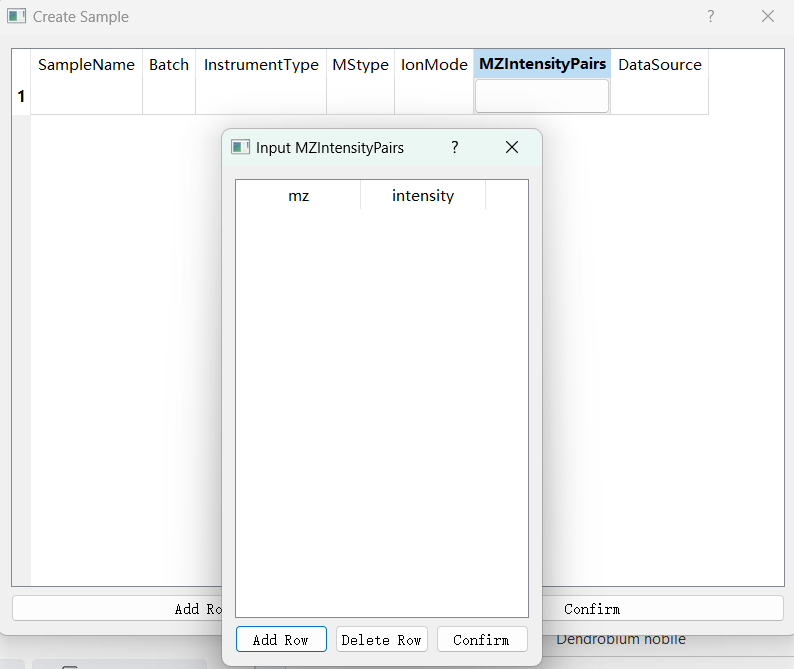 Create Sample
?
SampleName Batch InstrumentType MStype IonMode MZIntensityPairs DataSource
1
Input MZIntensityPairs ?
mz intensity
Add Ro Confirm
Add Row Delete Row Confirm
Dendrobium nobile